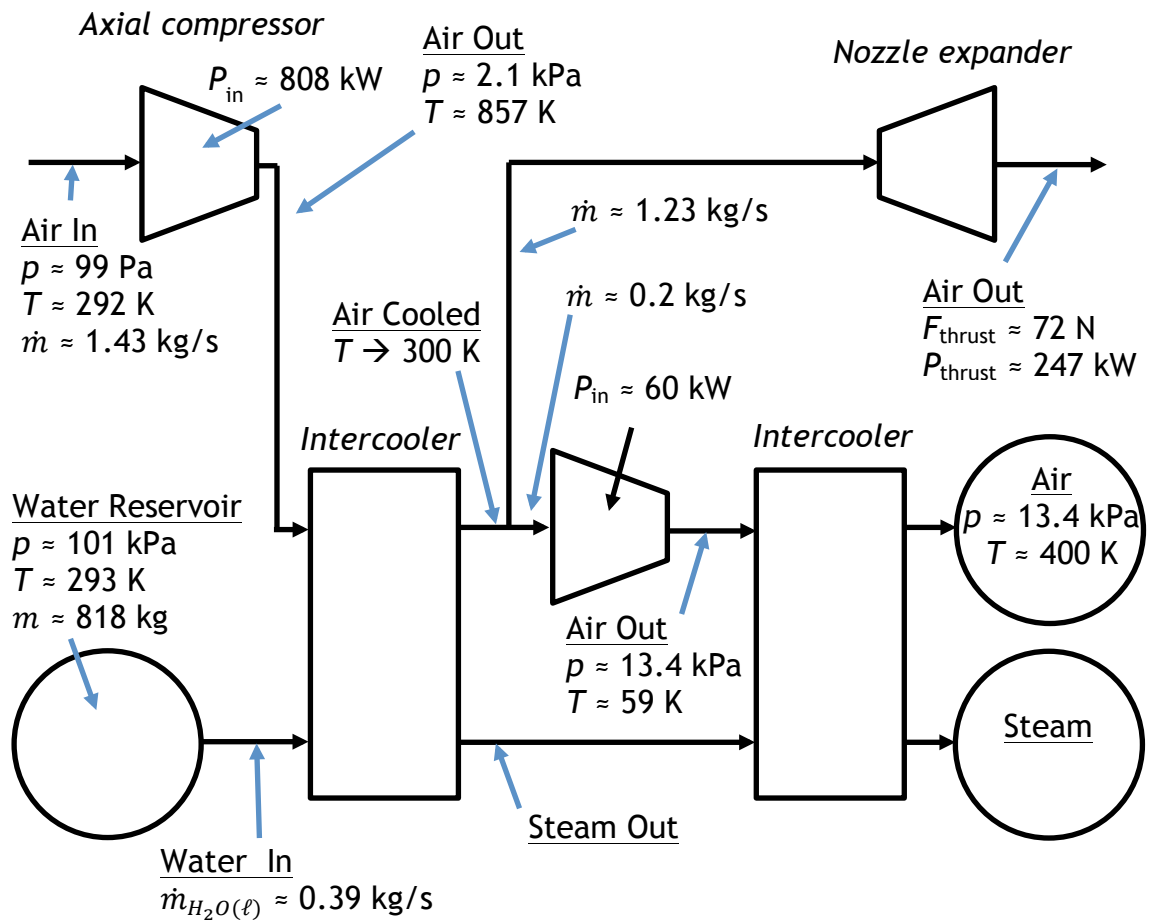 Axial compressor
P_in ≈ 808 kW
Air Out
p ≈ 2.1 kPa
T ≈ 857 K
Nozzle expander
Air In
p ≈ 99 Pa
T ≈ 292 K
ṁ ≈ 1.43 kg/s
ṁ ≈ 1.23 kg/s
ṁ ≈ 0.2 kg/s
Air Cooled
T → 300 K
Air Out
F_thrust ≈ 72 N
P_thrust ≈ 247 kW
P_in ≈ 60 kW
Intercooler
Intercooler
Water Reservoir
p ≈ 101 kPa
T ≈ 293 K
m ≈ 818 kg
Air
p ≈ 13.4 kPa
T ≈ 400 K
Air Out
p ≈ 13.4 kPa
T ≈ 59 K
Steam
Steam Out
Water In
ṁ_H₂O(ℓ) ≈ 0.39 kg/s